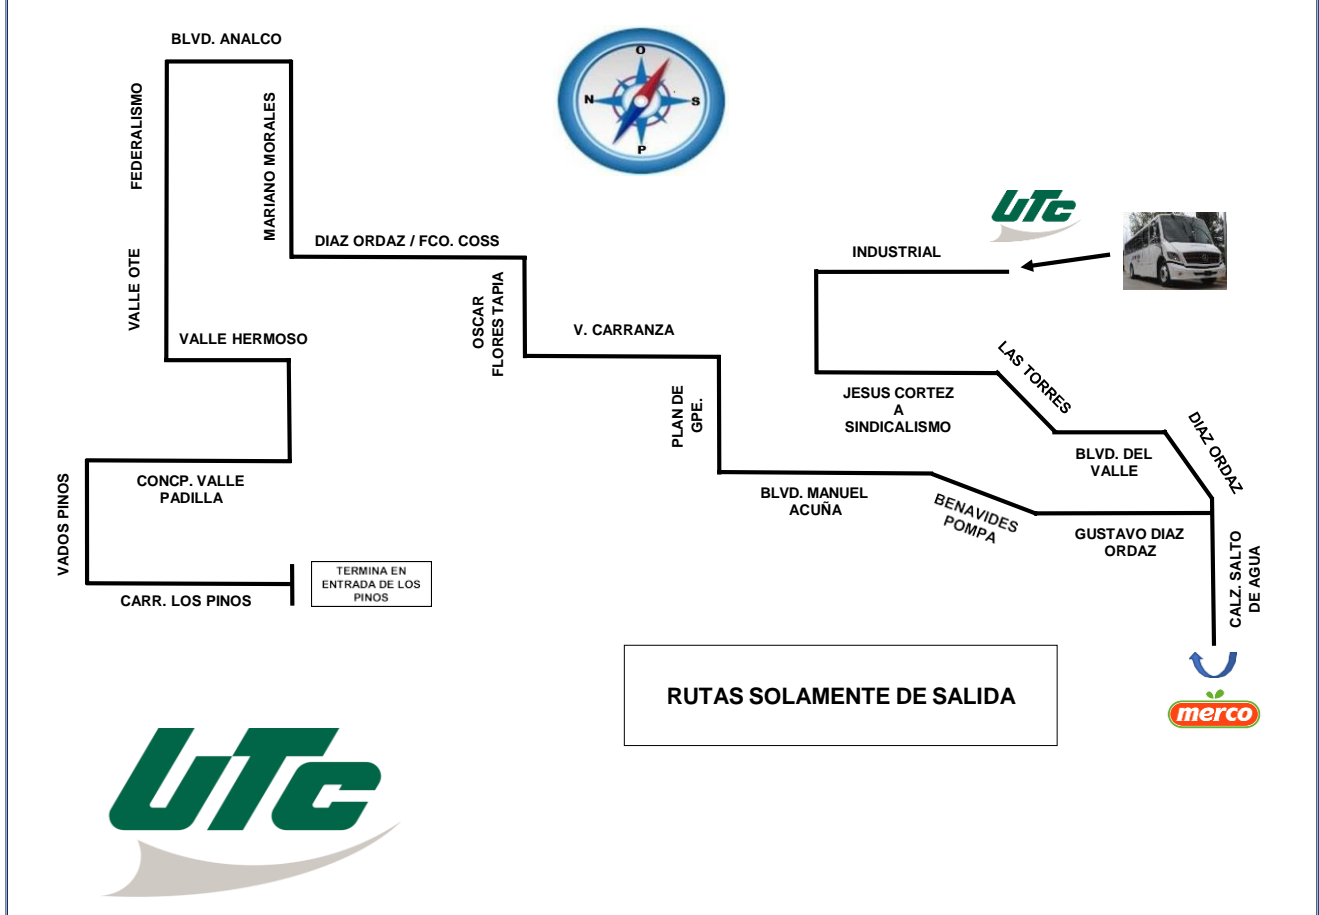 BLVD. ANALCO
FEDERALISMO
MARIANO MORALES
O
N
S
P
UTC
DIAZ ORDAZ / FCO. COSS
INDUSTRIAL
VALLE OTE
OSCAR
FLORES TAPIA
VALLE HERMOSO
V. CARRANZA
LAS TORRES
PLAN DE
GPE.
JESUS CORTEZ
A
SINDICALISMO
DIAZ ORDAZ
BLVD. DEL
VALLE
CONCP. VALLE
PADILLA
VADOS PINOS
BLVD. MANUEL
ACUÑA
BENAVIDES
POMPA
GUSTAVO DIAZ
ORDAZ
CALZ. SALTO
DE AGUA
CARR. LOS PINOS
TERMINA EN
ENTRADA DE LOS
PINOS
RUTAS SOLAMENTE DE SALIDA
merco
UTC